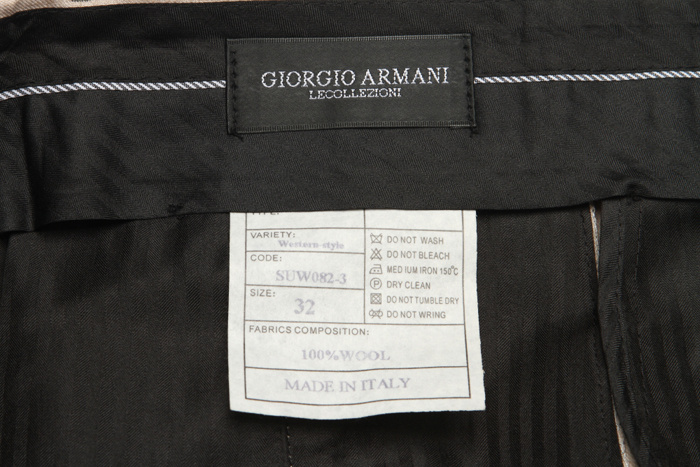 GIORGIO ARMANI
LECOLLEZIONI
VARIETY:
Western-style
CODE:
SUW082-3
SIZE:
32
DO NOT WASH
DO NOT BLEACH
MEDIUM IRON 150℃
P DRY CLEAN
DO NOT TUMBLE DRY
DO NOT WRING
FABRICS COMPOSITION:
100%WOOL
MADE IN ITALY